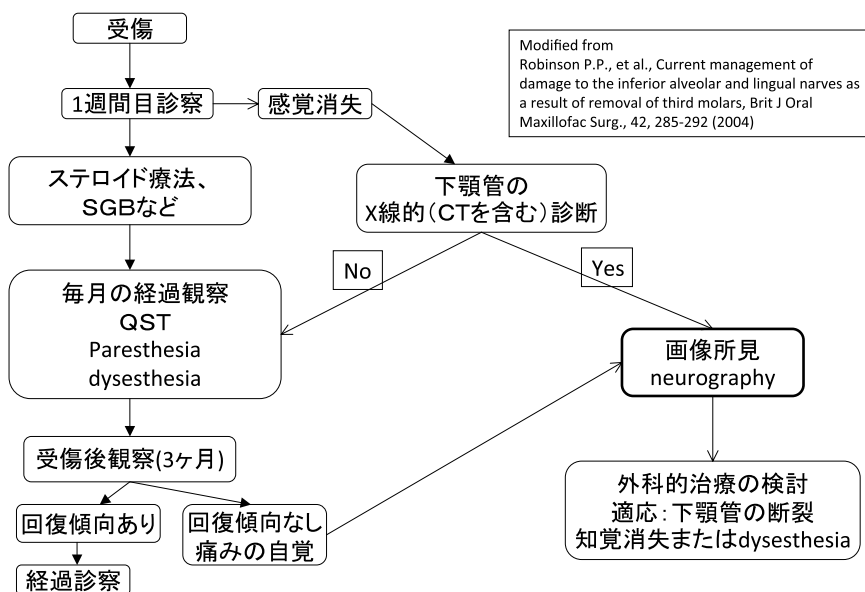 受傷
Modified from
Robinson P.P., et al., Current management of
damage to the inferior alveolar and lingual narves as
a result of removal of third molars, Brit J Oral
Maxillofac Surg., 42, 285-292 (2004)
1週間目診察
感覚消失
ステロイド療法、
SGBなど
下顎管の
X線的(CTを含む)診断
No
Yes
毎月の経過観察
QST
Paresthesia
dysesthesia
画像所見
neurography
受傷後観察(3ヶ月)
回復傾向あり
回復傾向なし
痛みの自覚
外科的治療の検討
適応:下顎管の断裂
知覚消失またはdysesthesia
経過診察